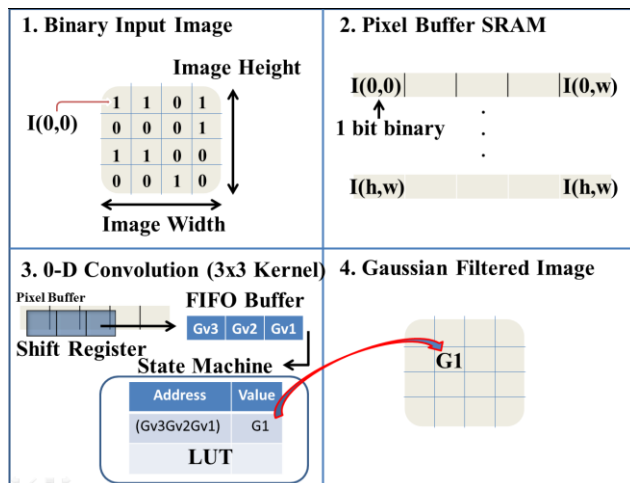 1. Binary Input Image
Image Height
1 1 0 1
I(0,0)
0 0 0 1
1 1 0 0
0 0 1 0
Image Width
2. Pixel Buffer SRAM
I(0,0) I(0,w)
1 bit binary
.
.
.
I(h,w) I(h,w)
3. 0-D Convolution (3x3 Kernel)
Pixel Buffer
FIFO Buffer
Gv3 Gv2 Gv1
Shift Register
State Machine
Address Value
(Gv3Gv2Gv1) G1
LUT
4. Gaussian Filtered Image
G1